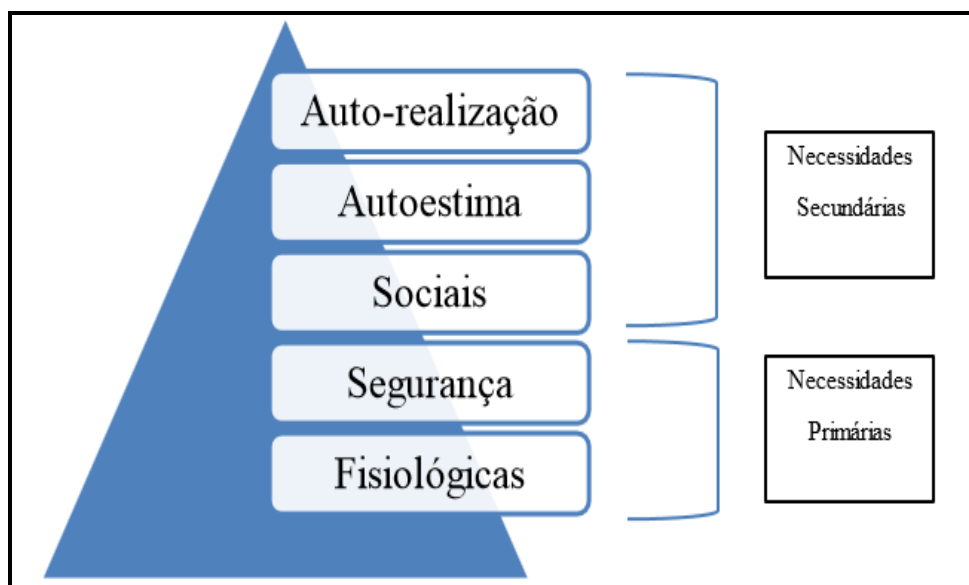 Auto-realização
Autoestima
Sociais
Segurança
Fisiológicas
Necessidades
Secundárias
Necessidades
Primárias